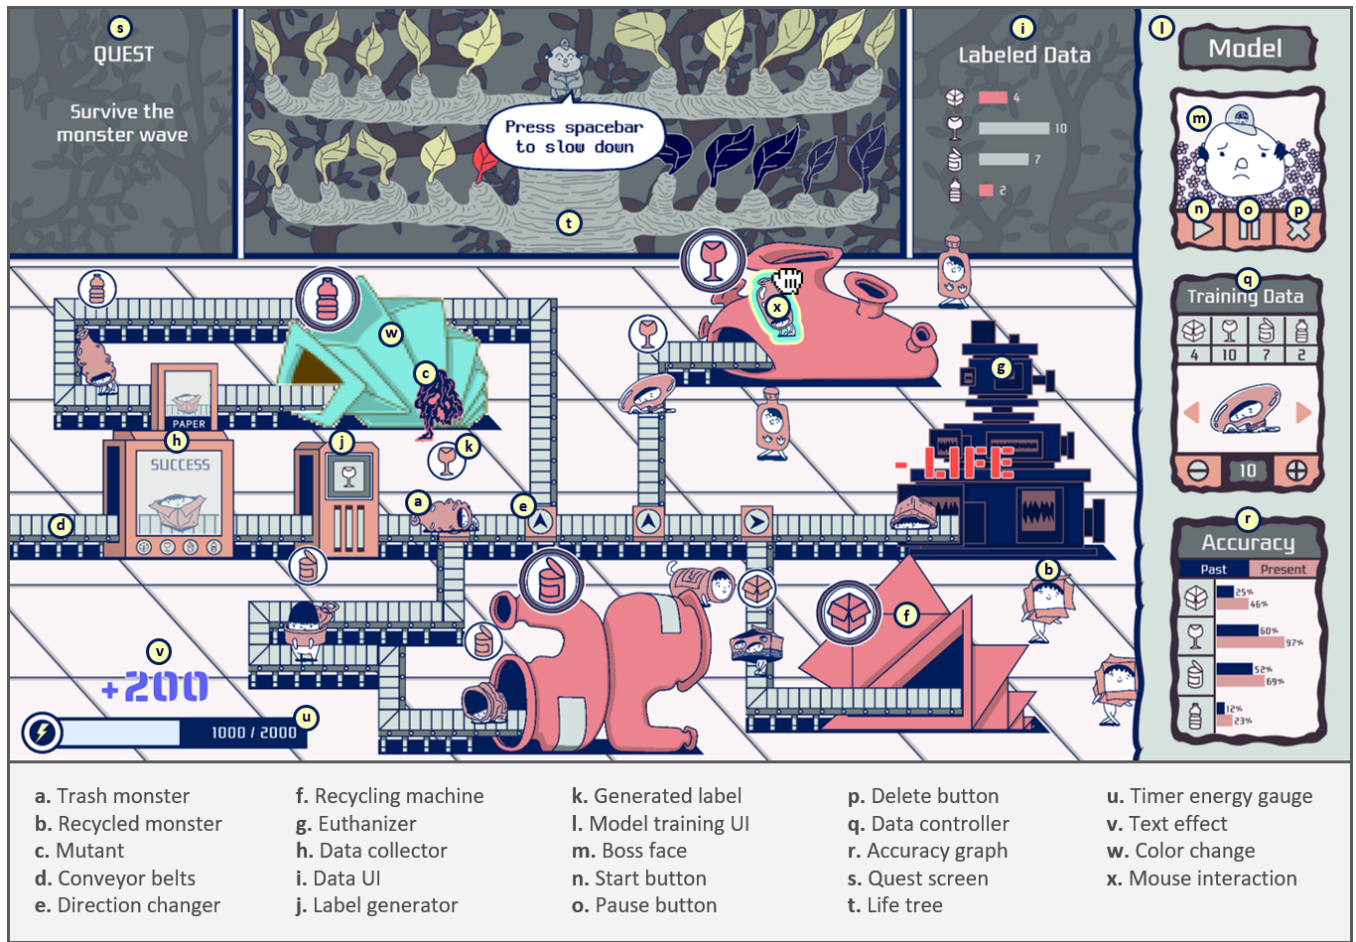 s
QUEST
Survive the
monster wave
Press spacebar
to slow down
t
i
Labeled Data
4
10
7
2
l
Model
m
n
o
p
q
Training Data
4
10
7
2
10
r
Accuracy
Past
Present
25%
46%
60%
97%
52%
69%
12%
23%
w
c
x
g
PAPER
h
SUCCESS
j
k
a
e
d
- LIFE
b
f
v
+200
u
1000 / 2000
a. Trash monster
b. Recycled monster
c. Mutant
d. Conveyor belts
e. Direction changer
f. Recycling machine
g. Euthanizer
h. Data collector
i. Data UI
j. Label generator
k. Generated label
l. Model training UI
m. Boss face
n. Start button
o. Pause button
p. Delete button
q. Data controller
r. Accuracy graph
s. Quest screen
t. Life tree
u. Timer energy gauge
v. Text effect
w. Color change
x. Mouse interaction